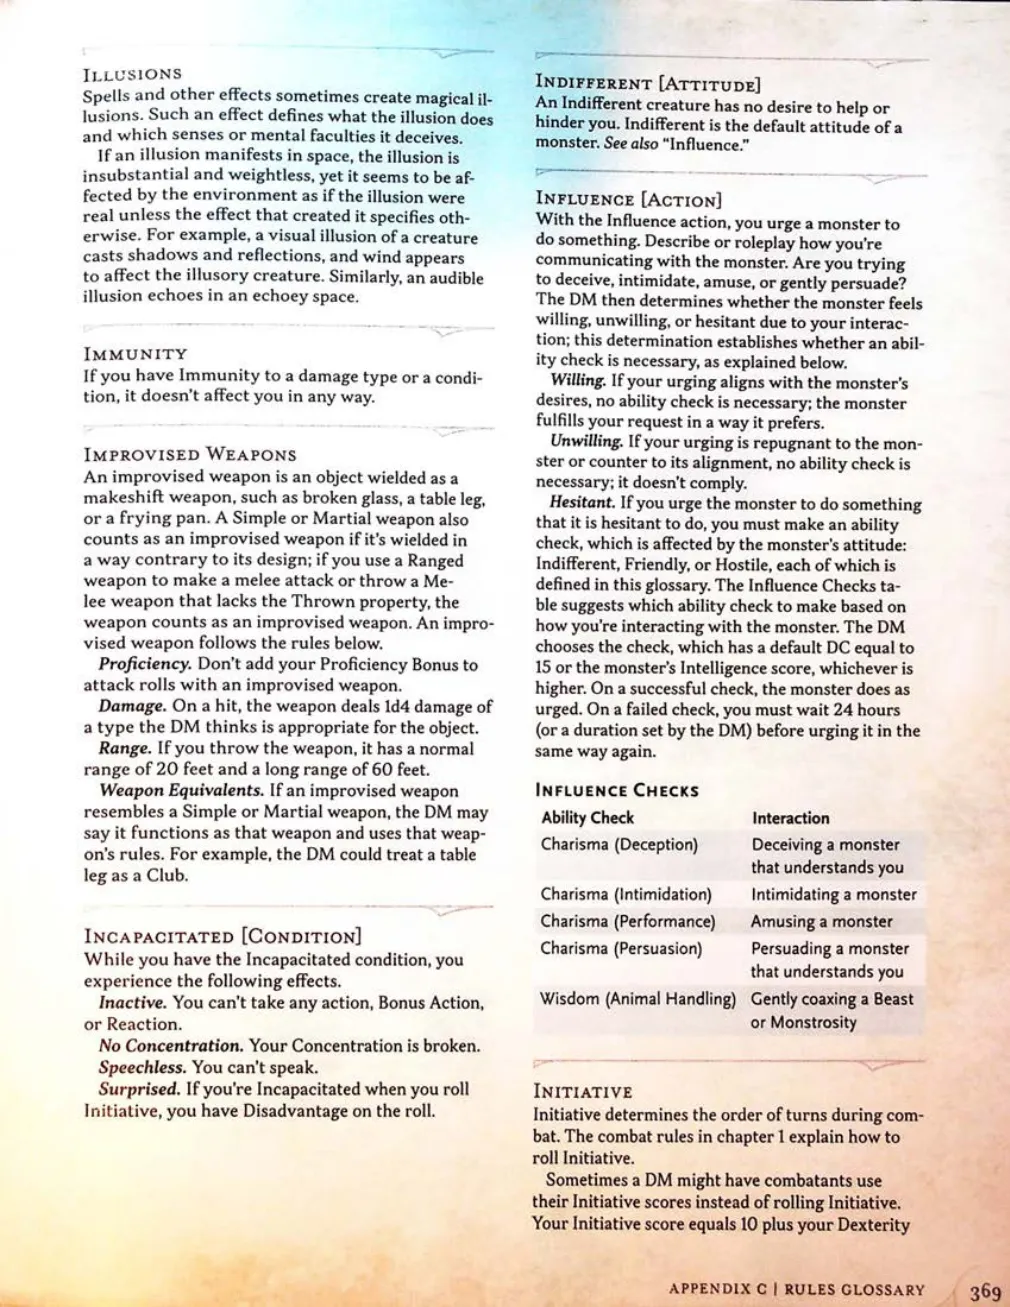 ILLUSIONS
Spells and other effects sometimes create magical il-
lusions. Such an effect defines what the illusion does
and which senses or mental faculties it deceives.
If an illusion manifests in space, the illusion is
insubstantial and weightless, yet it seems to be af-
fected by the environment as if the illusion were
real unless the effect that created it specifies oth-
erwise. For example, a visual illusion of a creature
casts shadows and reflections, and wind appears
to affect the illusory creature. Similarly, an audible
illusion echoes in an echoey space.
IMMUNITY
If you have Immunity to a damage type or a condi-
tion, it doesn't affect you in any way.
IMPROVISED WEAPONS
An improvised weapon is an object wielded as a
makeshift weapon, such as broken glass, a table leg,
or a frying pan. A Simple or Martial weapon also
counts as an improvised weapon if it's wielded in
a way contrary to its design; if you use a Ranged
weapon to make a melee attack or throw a Me-
lee weapon that lacks the Thrown property, the
weapon counts as an improvised weapon. An impro-
vised weapon follows the rules below.
Proficiency. Don't add your Proficiency Bonus to
attack rolls with an improvised weapon.
Damage. On a hit, the weapon deals 1d4 damage of
a type the DM thinks is appropriate for the object.
Range. If you throw the weapon, it has a normal
range of 20 feet and a long range of 60 feet.
Weapon Equivalents. If an improvised weapon
resembles a Simple or Martial weapon, the DM may
say it functions as that weapon and uses that weap-
on's rules. For example, the DM could treat a table
leg as a Club.
INCAPACITATED [CONDITION]
While you have the Incapacitated condition, you
experience the following effects.
Inactive. You can't take any action, Bonus Action,
or Reaction.
No Concentration. Your Concentration is broken.
Speechless. You can't speak.
Surprised. If you're Incapacitated when you roll
Initiative, you have Disadvantage on the roll.
INDIFFERENT [ATTITUDE]
An Indifferent creature has no desire to help or
hinder you. Indifferent is the default attitude of a
monster. See also "Influence."
INFLUENCE [ACTION]
With the Influence action, you urge a monster to
do something. Describe or roleplay how you're
communicating with the monster. Are you trying
to deceive, intimidate, amuse, or gently persuade?
The DM then determines whether the monster feels
willing, unwilling, or hesitant due to your interac-
tion; this determination establishes whether an abil-
ity check is necessary, as explained below.
Willing. If your urging aligns with the monster's
desires, no ability check is necessary; the monster
fulfills your request in a way it prefers.
Unwilling. If your urging is repugnant to the mon-
ster or counter to its alignment, no ability check is
necessary; it doesn't comply.
Hesitant. If you urge the monster to do something
that it is hesitant to do, you must make an ability
check, which is affected by the monster's attitude:
Indifferent, Friendly, or Hostile, each of which is
defined in this glossary. The Influence Checks ta-
ble suggests which ability check to make based on
how you're interacting with the monster. The DM
chooses the check, which has a default DC equal to
15 or the monster's Intelligence score, whichever is
higher. On a successful check, the monster does as
urged. On a failed check, you must wait 24 hours
(or a duration set by the DM) before urging it in the
same way again.
INFLUENCE CHECKS
Ability Check Interaction
Charisma (Deception) Deceiving a monster
that understands you
Charisma (Intimidation) Intimidating a monster
Charisma (Performance) Amusing a monster
Charisma (Persuasion) Persuading a monster
that understands you
Wisdom (Animal Handling) Gently coaxing a Beast
or Monstrosity
INITIATIVE
Initiative determines the order of turns during com-
bat. The combat rules in chapter 1 explain how to
roll Initiative.
Sometimes a DM might have combatants use
their Initiative scores instead of rolling Initiative.
Your Initiative score equals 10 plus your Dexterity
APPENDIX C | RULES GLOSSARY 369